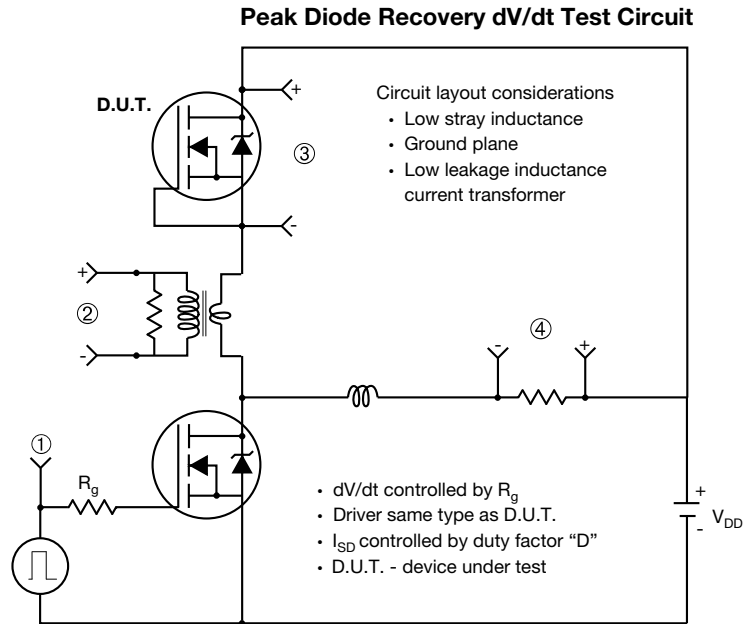 Peak Diode Recovery dV/dt Test Circuit
D.U.T.
+
Circuit layout considerations
• Low stray inductance
• Ground plane
• Low leakage inductance
current transformer
③
-
+
②
-
④
-
+
①
Rg
• dV/dt controlled by Rg
• Driver same type as D.U.T.
• ISD controlled by duty factor “D”
• D.U.T. - device under test
+
VDD
-